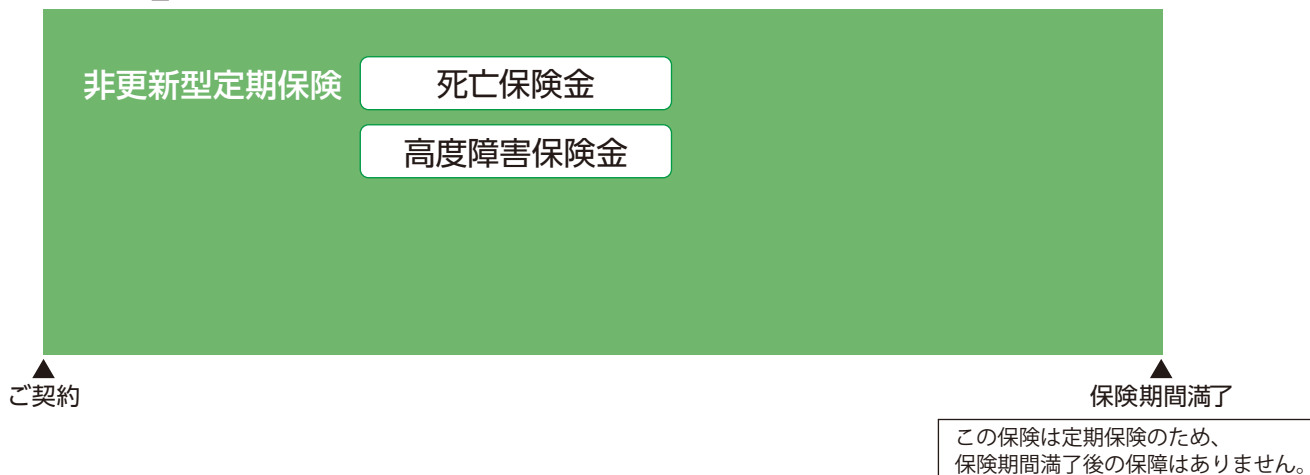 非更新型定期保険 死亡保険金
高度障害保険金
▲ ▲
ご契約 保険期間満了
この保険は定期保険のため、
保険期間満了後の保障はありません。